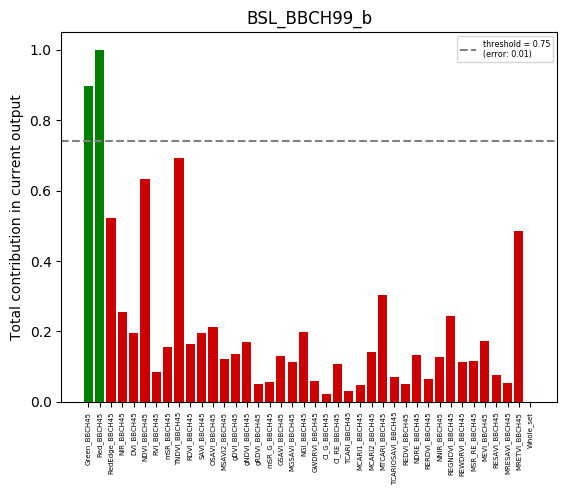 BSL_BBCH99_b
threshold = 0.75
(error: 0.01)
Total contribution in current output
1.0
0.8
0.6
0.4
0.2
0.0
Green_BBCH45
Red_BBCH45
RedEdge_BBCH45
NIR_BBCH45
DVI_BBCH45
NDVI_BBCH45
RVI_BBCH45
mSR_BBCH45
TNDVI_BBCH45
RDVI_BBCH45
SAVI_BBCH45
OSAVI_BBCH45
MSAVI2_BBCH45
gDVI_BBCH45
gNDVI_BBCH45
gRDVI_BBCH45
mSR_G_BBCH45
GSAVI_BBCH45
MGSAVI_BBCH45
NGI_BBCH45
GWDRVI_BBCH45
CI_G_BBCH45
CI_RE_BBCH45
TCARI_BBCH45
MCARI1_BBCH45
MCARI2_BBCH45
MTCARI_BBCH45
TCARIOSAVI_BBCH45
REDVI_BBCH45
NDRE_BBCH45
RERDVI_BBCH45
NNIR_BBCH45
REGNDVI_BBCH45
REWDRVI_BBCH45
MSR_RE_BBCH45
MEVI_BBCH45
RESAVI_BBCH45
MRESAVI_BBCH45
MRETVI_BBCH45
Whole_set